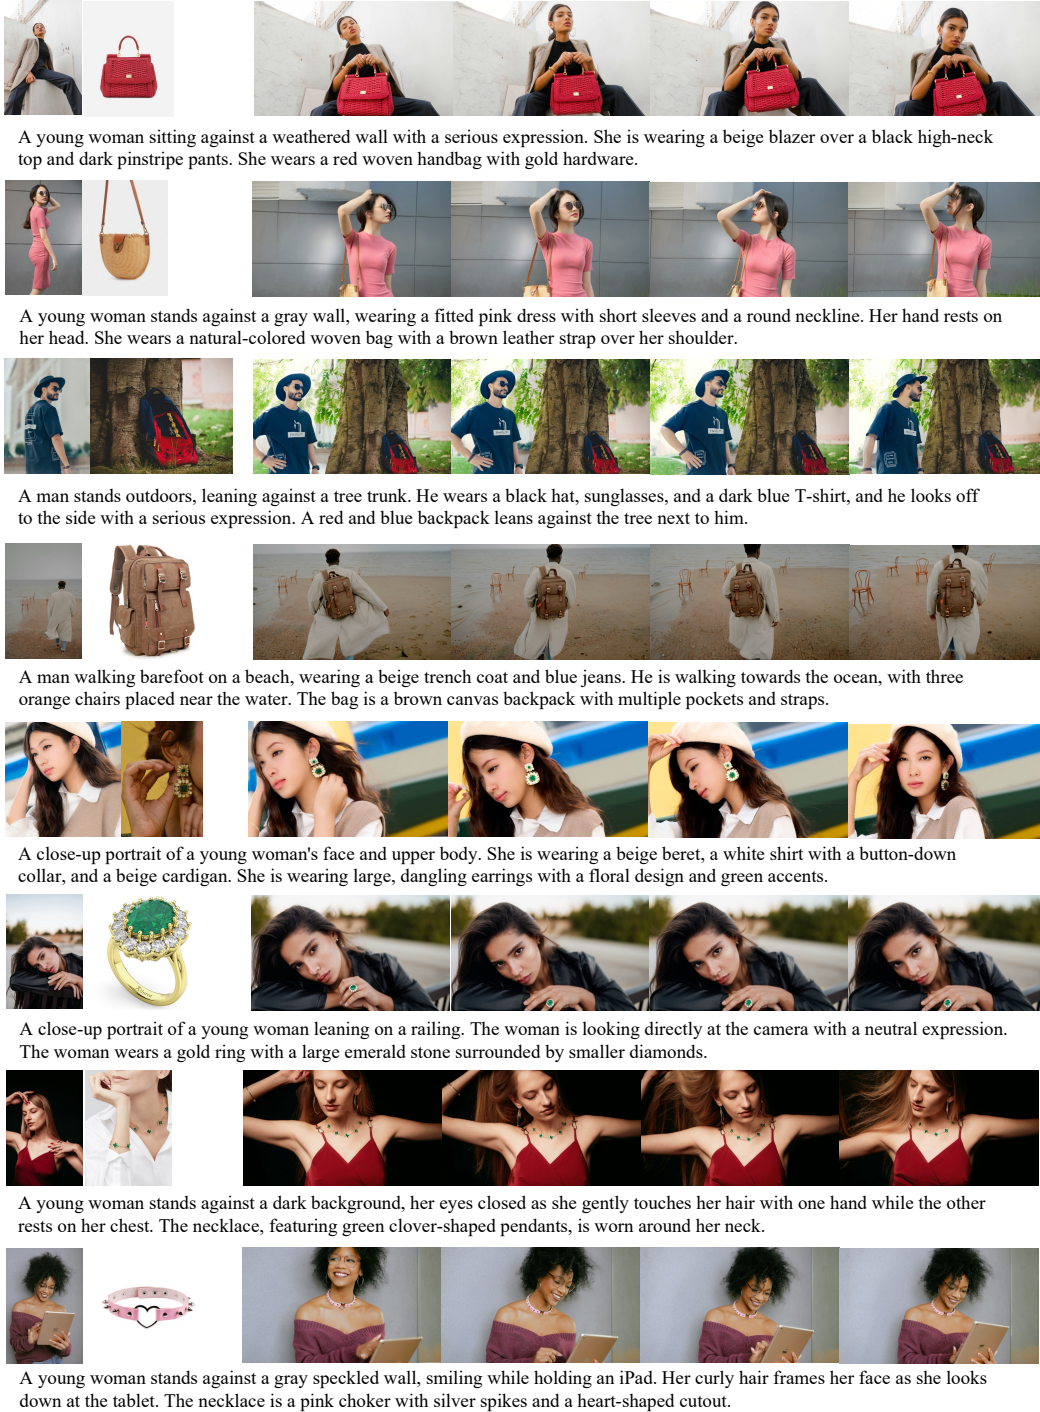 A young woman sitting against a weathered wall with a serious expression. She is wearing a beige blazer over a black high-neck
top and dark pinstripe pants. She wears a red woven handbag with gold hardware.
A young woman stands against a gray wall, wearing a fitted pink dress with short sleeves and a round neckline. Her hand rests on
her head. She wears a natural-colored woven bag with a brown leather strap over her shoulder.
A man stands outdoors, leaning against a tree trunk. He wears a black hat, sunglasses, and a dark blue T-shirt, and he looks off
to the side with a serious expression. A red and blue backpack leans against the tree next to him.
A man walking barefoot on a beach, wearing a beige trench coat and blue jeans. He is walking towards the ocean, with three
orange chairs placed near the water. The bag is a brown canvas backpack with multiple pockets and straps.
A close-up portrait of a young woman's face and upper body. She is wearing a beige beret, a white shirt with a button-down
collar, and a beige cardigan. She is wearing large, dangling earrings with a floral design and green accents.
A close-up portrait of a young woman leaning on a railing. The woman is looking directly at the camera with a neutral expression.
The woman wears a gold ring with a large emerald stone surrounded by smaller diamonds.
A young woman stands against a dark background, her eyes closed as she gently touches her hair with one hand while the other
rests on her chest. The necklace, featuring green clover-shaped pendants, is worn around her neck.
A young woman stands against a gray speckled wall, smiling while holding an iPad. Her curly hair frames her face as she looks
down at the tablet. The necklace is a pink choker with silver spikes and a heart-shaped cutout.